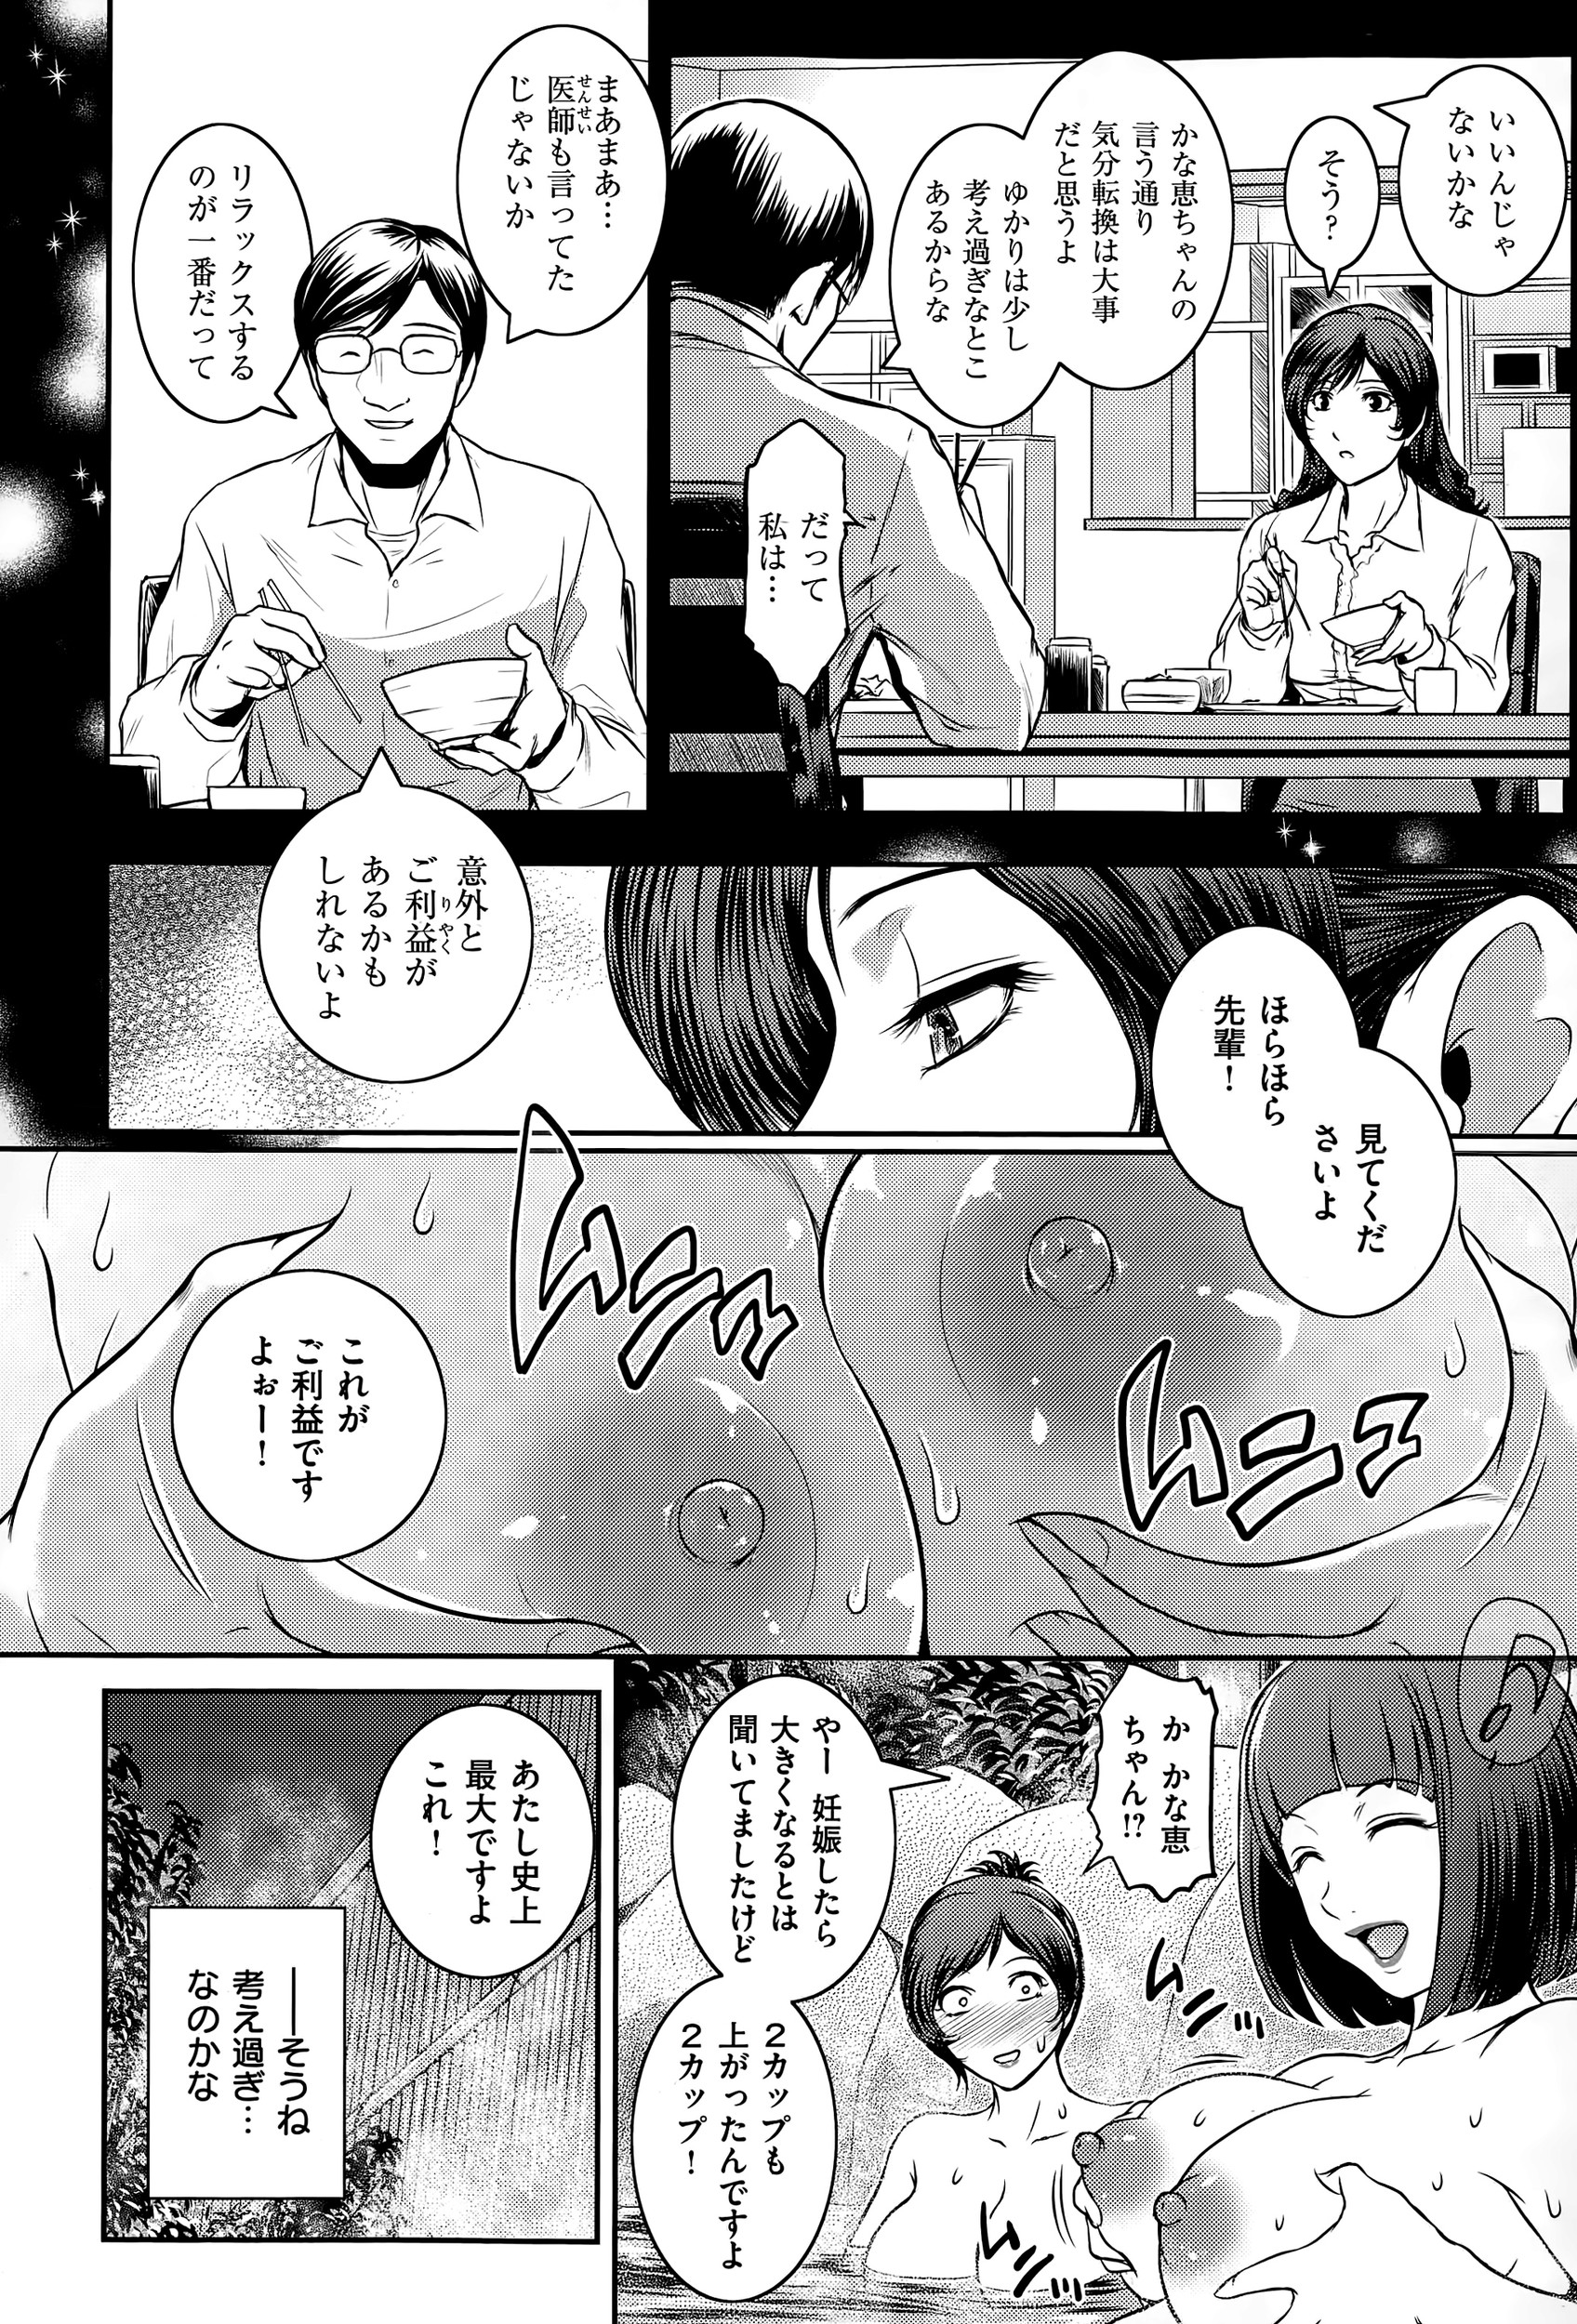 いいんじゃ
ないかな
そう？
かな恵ちゃんの
言う通り
気分転換は大事
だと思うよ
ゆかりは少し
考え過ぎなとこ
あるからな
だって
私は…
まあまあ…
医師も言ってた
せんせい
じゃないか
リラックスする
のが一番だって
意外と
ご利益が
りやく
あるかも
しれないよ
ほらほら
先輩！
見てくだ
さいよ
ムニュ
ムニュ
これが
ご利益です
よぉー！
か かな恵
ちゃん!?
やー 妊娠したら
大きくなるとは
聞いてましたけど
2カップも
上がったんですよ
2カップ！
ムニッ
ムニッ
あたし史上
最大ですよ
これ！
――そうね
考え過ぎ…
なのかな